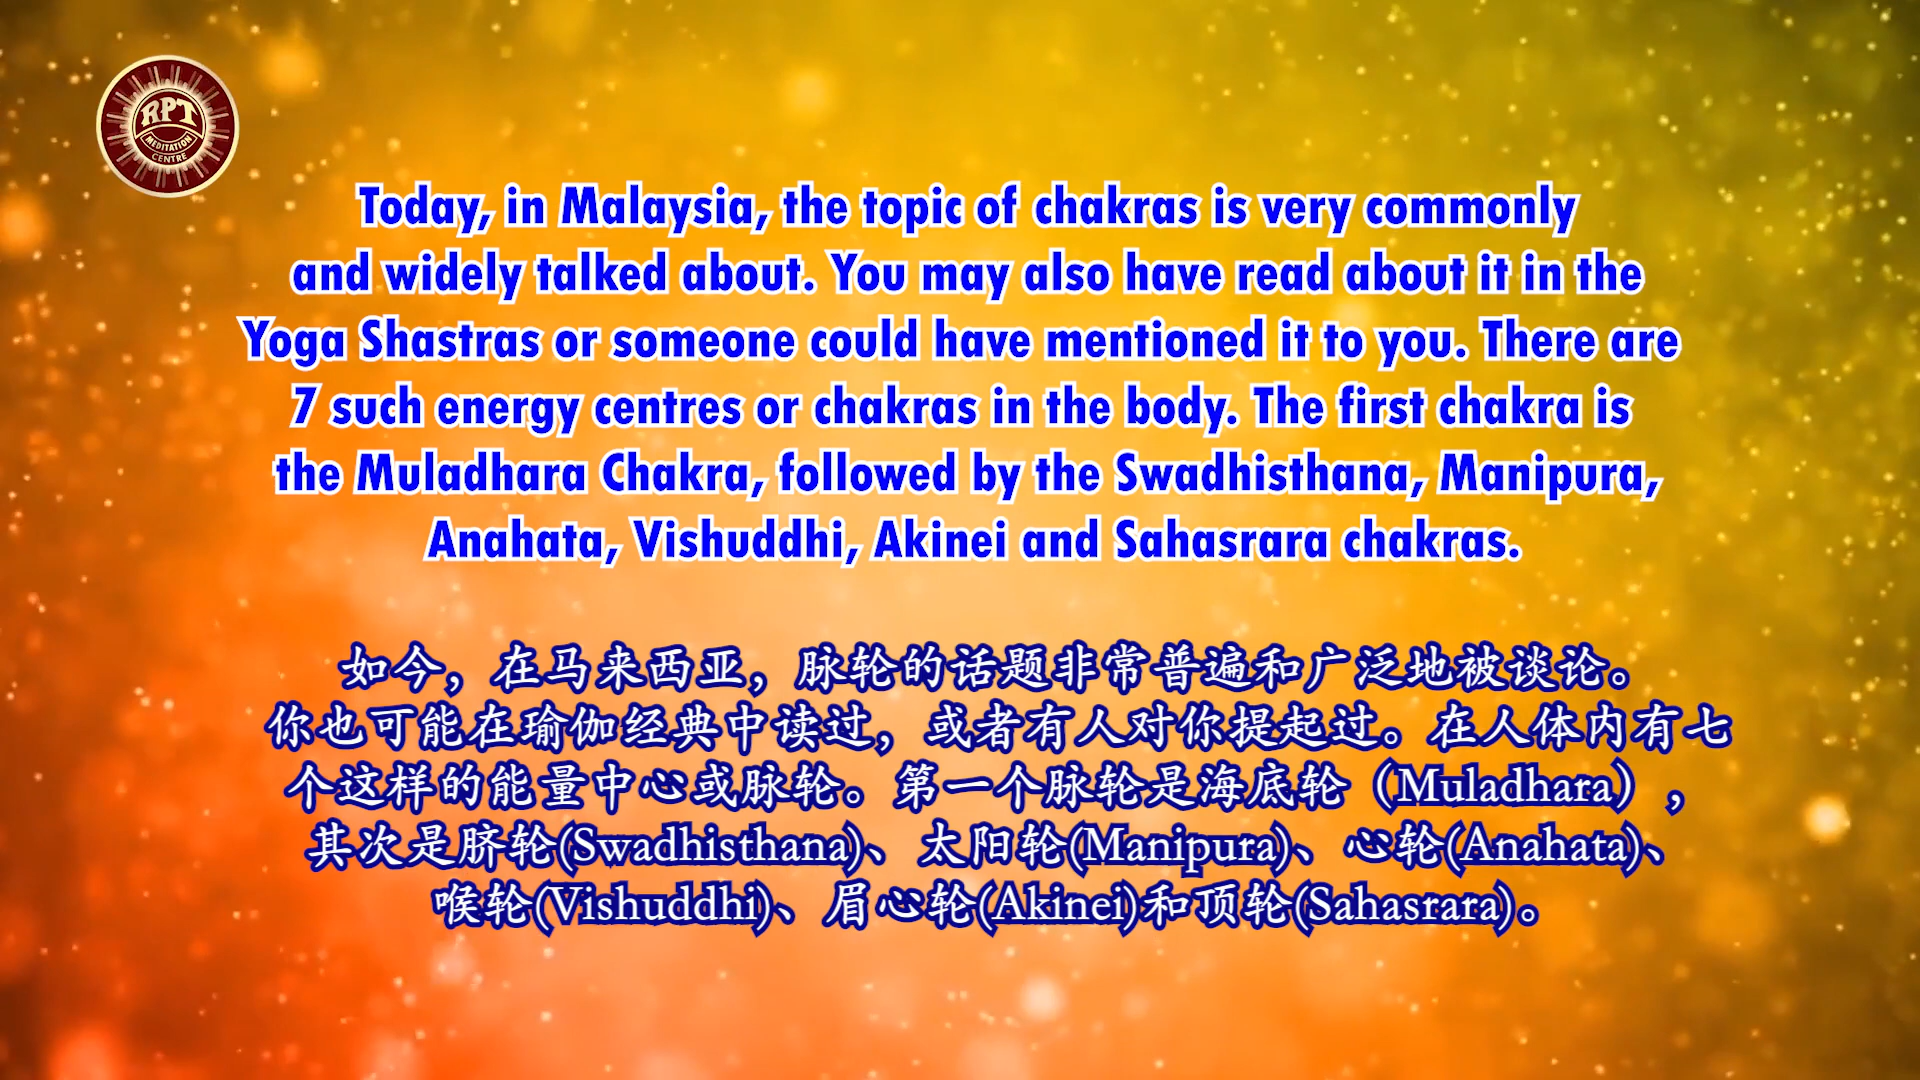 RPT
MEDITATION
CENTRE
Today, in Malaysia, the topic of chakras is very commonly
and widely talked about. You may also have read about it in the
Yoga Shastras or someone could have mentioned it to you. There are
7 such energy centres or chakras in the body. The first chakra is
the Muladhara Chakra, followed by the Swadhisthana, Manipura,
Anahata, Vishuddhi, Akinei and Sahasrara chakras.
如今，在马来西亚，脉轮的话题非常普遍和广泛地被谈论。
你也可能在瑜伽经典中读过，或者有人对你提起过。在人体内有七
个这样的能量中心或脉轮。第一个脉轮是海底轮（Muladhara），
其次是脐轮(Swadhisthana)、太阳轮(Manipura)、心轮(Anahata)、
喉轮(Vishuddhi)、眉心轮(Akinei)和顶轮(Sahasrara)。